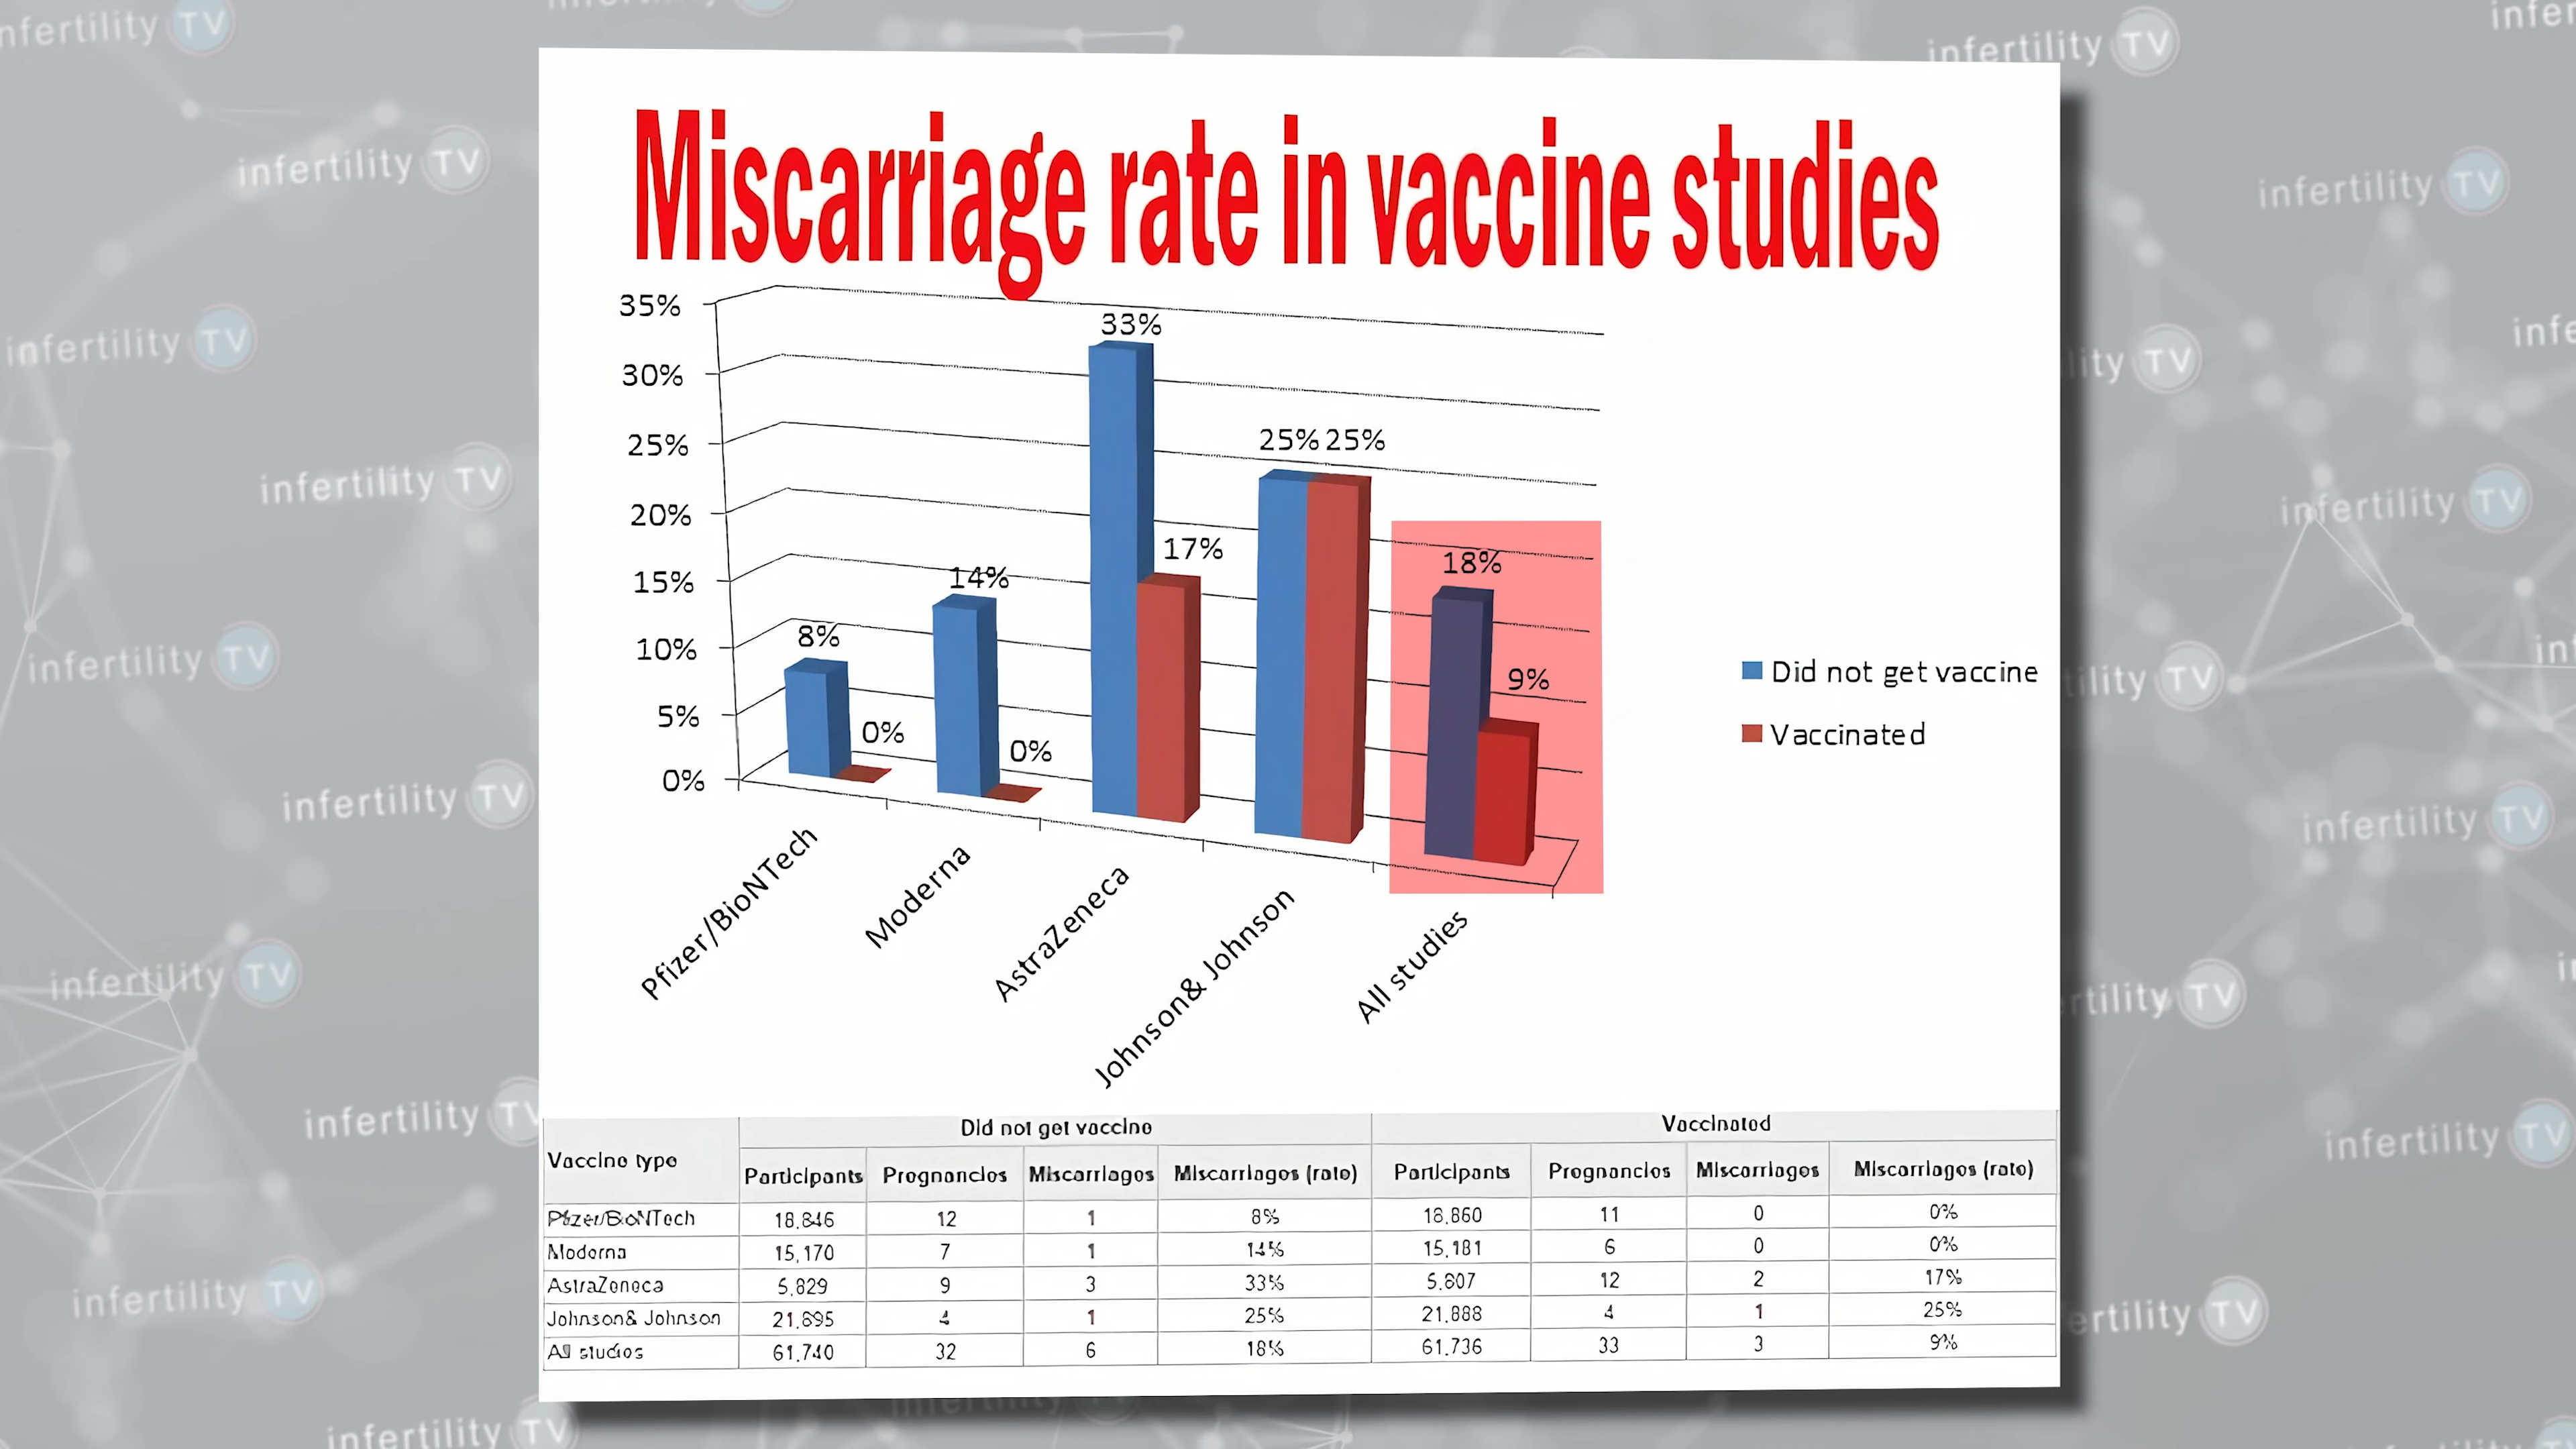 infertility TV
Miscarriage rate in vaccine studies
35%
30%
25%
20%
15%
10%
5%
0%
8%
0%
14%
0%
33%
17%
25% 25%
18%
9%
Pfizer/BioNTech
Moderna
AstraZeneca
Johnson& Johnson
All studies
Did not get vaccine
Vaccinated
Vaccine type
Did not get vaccine
Vaccinated
Participants Pregnancies Miscarriages Miscarriages (rate) Participants Pregnancies Miscarriages Miscarriages (rate)
Pfizer/BioNTech 18,846 12 1 8% 18,860 11 0 0%
Moderna 15,170 7 1 14% 15,181 6 0 0%
AstraZeneca 5,829 9 3 33% 5,807 12 2 17%
Johnson& Johnson 21,895 4 1 25% 21,888 4 1 25%
All studies 61,740 32 6 18% 61,736 33 3 9%